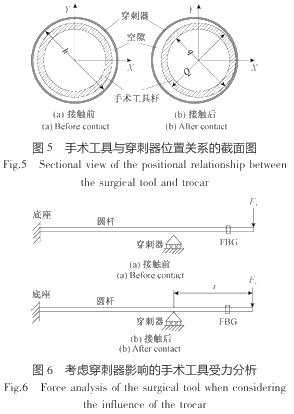 Y
穿刺器
Y
空隙
h
q
Q
X
X
手术工具杆
(a) 接触前
(b) 接触后
(a) Before contact
(b) After contact
图 5 手术工具与穿刺器位置关系的截面图
Fig.5 Sectional view of the positional relationship between
the surgical tool and trocar
底座
圆杆
穿刺器
FBG
(a) 接触前
(a) Before contact
底座
圆杆
穿刺器
FBG
(b) 接触后
(b) After contact
图 6 考虑穿刺器影响的手术工具受力分析
Fig.6 Force analysis of the surgical tool when considering
the influence of the trocar